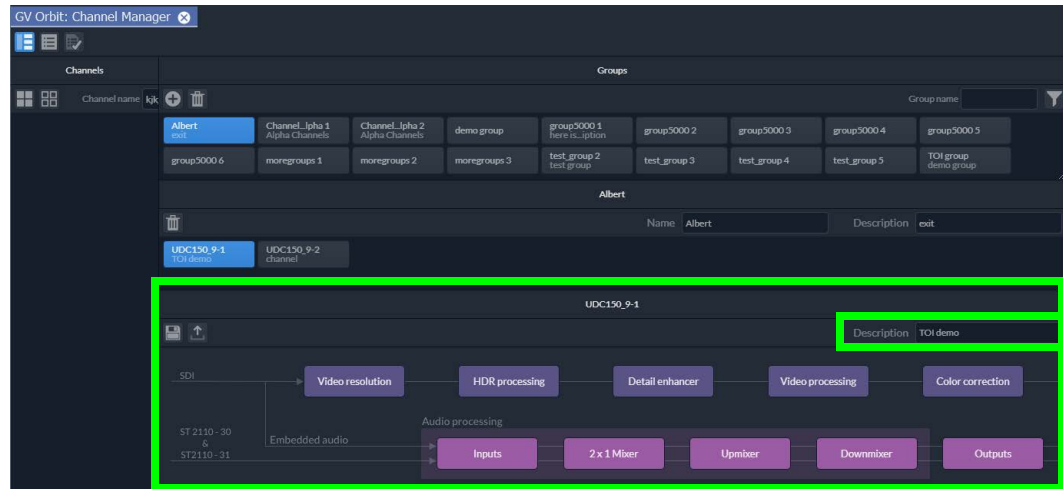 GV Orbit: Channel Manager
Channels
Groups
Channel name kjk
Group name
Albert
exit
Channel...lpha 1
Alpha Channels
Channel...lpha 2
Alpha Channels
demo group
group5000 1
here is...iption
group5000 2
group5000 3
group5000 4
group5000 5
group5000 6
moregroups 1
moregroups 2
moregroups 3
test_group 2
test group
test_group 3
test_group 4
test_group 5
TOI group
demo group
Albert
Name Albert
Description exit
UDC150_9-1
TOI demo
UDC150_9-2
channel
UDC150_9-1
Description TOI demo
SDI
Video resolution
HDR processing
Detail enhancer
Video processing
Color correction
Audio processing
ST 2110 - 30
&
ST2110 - 31
Embedded audio
Inputs
2 x 1 Mixer
Upmixer
Downmixer
Outputs